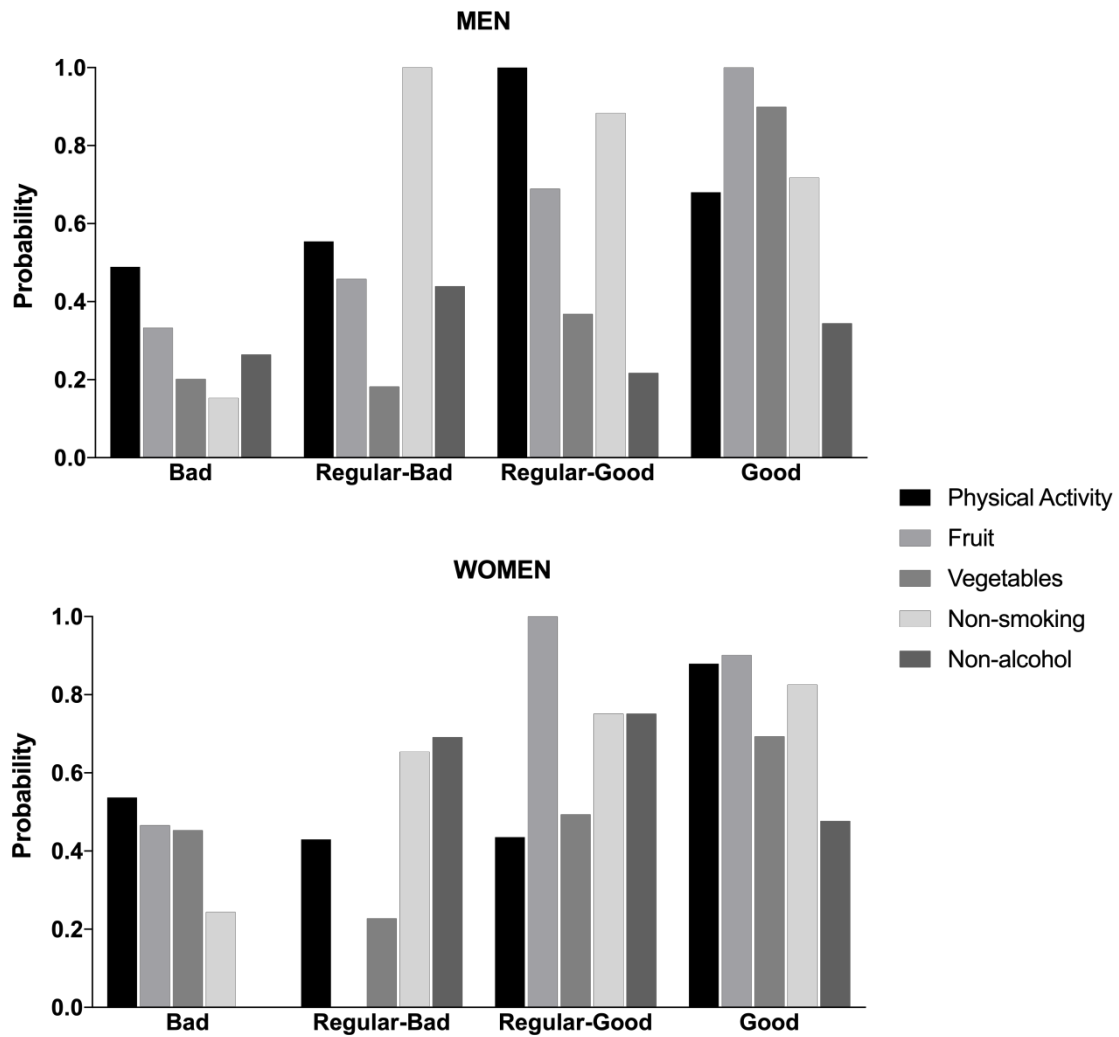 MEN
Probability
1.0
0.8
0.6
0.4
0.2
0.0
Bad Regular-Bad Regular-Good Good
Physical Activity
Fruit
Vegetables
Non-smoking
Non-alcohol
WOMEN
Probability
1.0
0.8
0.6
0.4
0.2
0.0
Bad Regular-Bad Regular-Good Good